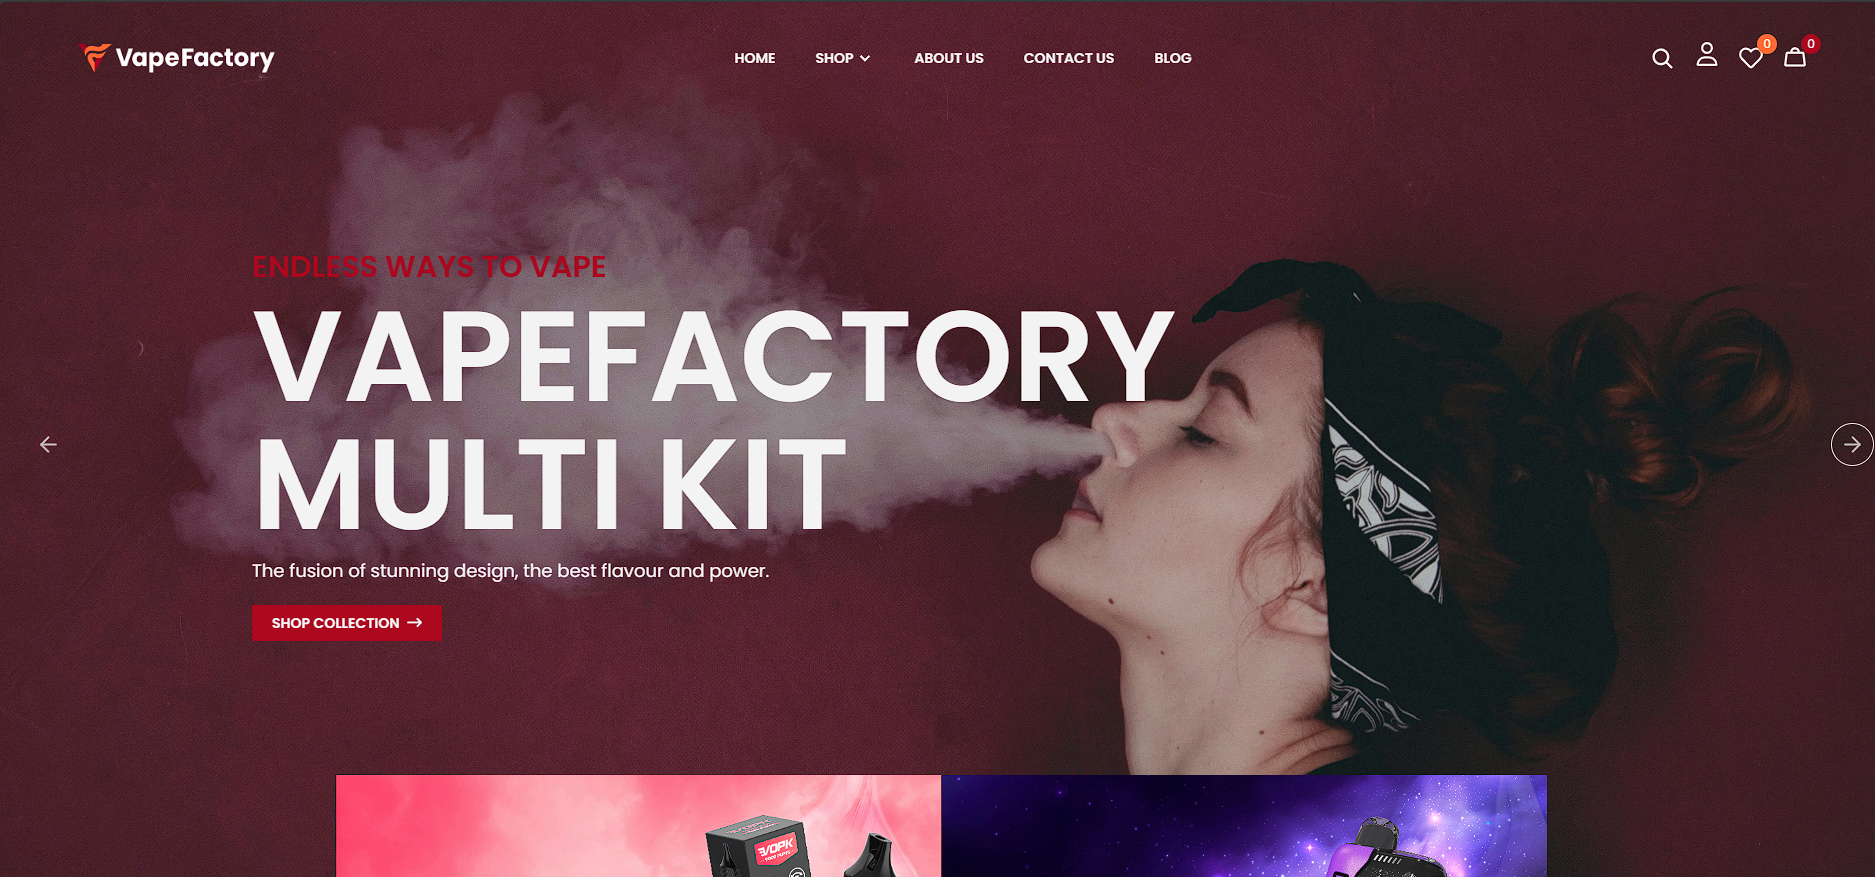 VapeFactory
HOME SHOP ABOUT US CONTACT US BLOG
0 0
ENDLESS WAYS TO VAPE
VAPEFACTORY
MULTI KIT
The fusion of stunning design, the best flavour and power.
SHOP COLLECTION